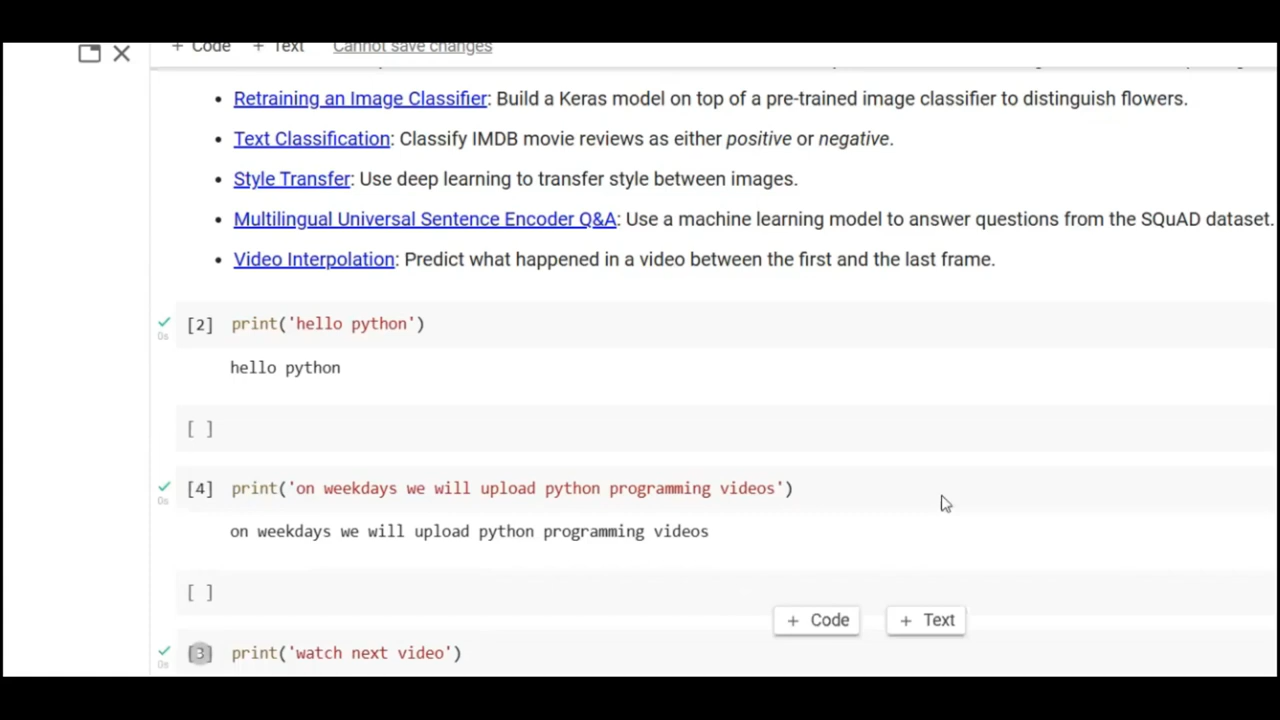 + Code + Text Cannot save changes
• Retraining an Image Classifier: Build a Keras model on top of a pre-trained image classifier to distinguish flowers.
• Text Classification: Classify IMDB movie reviews as either positive or negative.
• Style Transfer: Use deep learning to transfer style between images.
• Multilingual Universal Sentence Encoder Q&A: Use a machine learning model to answer questions from the SQuAD dataset.
• Video Interpolation: Predict what happened in a video between the first and the last frame.
[2] print('hello python')
0s
hello python
[ ]
[4] print('on weekdays we will upload python programming videos')
0s
on weekdays we will upload python programming videos
[ ]
+ Code + Text
[3] print('watch next video')
0s